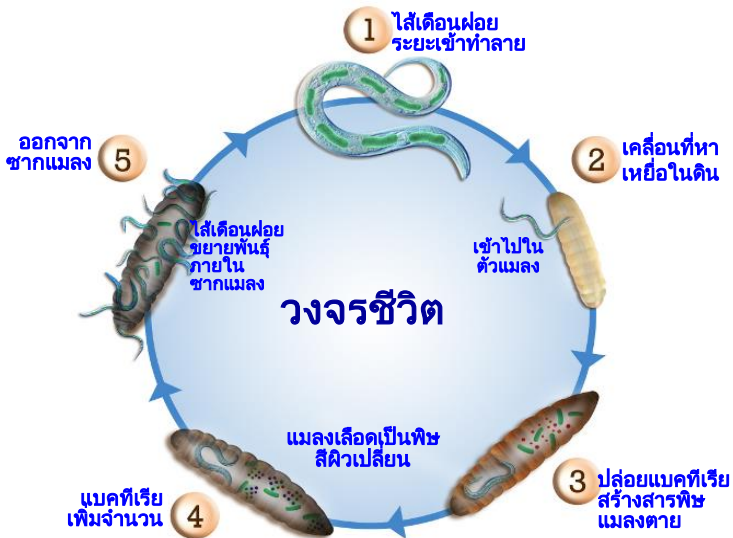 1
ไส้เดือนฝอย
ระยะเข้าทำลาย
2
เคลื่อนที่หา
เหยื่อในดิน
เข้าไปใน
ตัวแมลง
3
ปล่อยแบคทีเรีย
สร้างสารพิษ
แมลงตาย
แมลงเลือดเป็นพิษ
สีผิวเปลี่ยน
4
แบคทีเรีย
เพิ่มจำนวน
5
ออกจาก
ซากแมลง
ไส้เดือนฝอย
ขยายพันธุ์
ภายใน
ซากแมลง
วงจรชีวิต